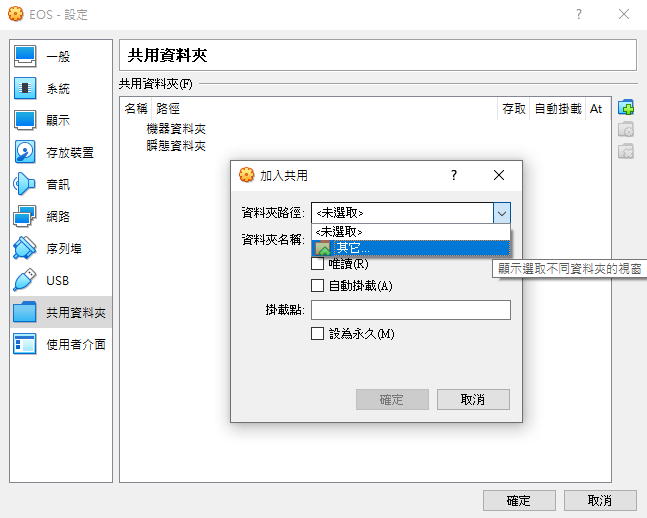 EOS - 設定
一般
系統
顯示
存放裝置
音訊
網路
序列埠
USB
共用資料夾
使用者介面
共用資料夾
共用資料夾(F)
名稱 路徑 存取 自動掛載 At
機器資料夾
瞬態資料夾
加入共用
資料夾路徑: <未選取>
<未選取>
資料夾名稱:
其它...
顯示選取不同資料夾的視窗
唯讀(R)
自動掛載(A)
掛載點:
設為永久(M)
確定 取消
確定 取消